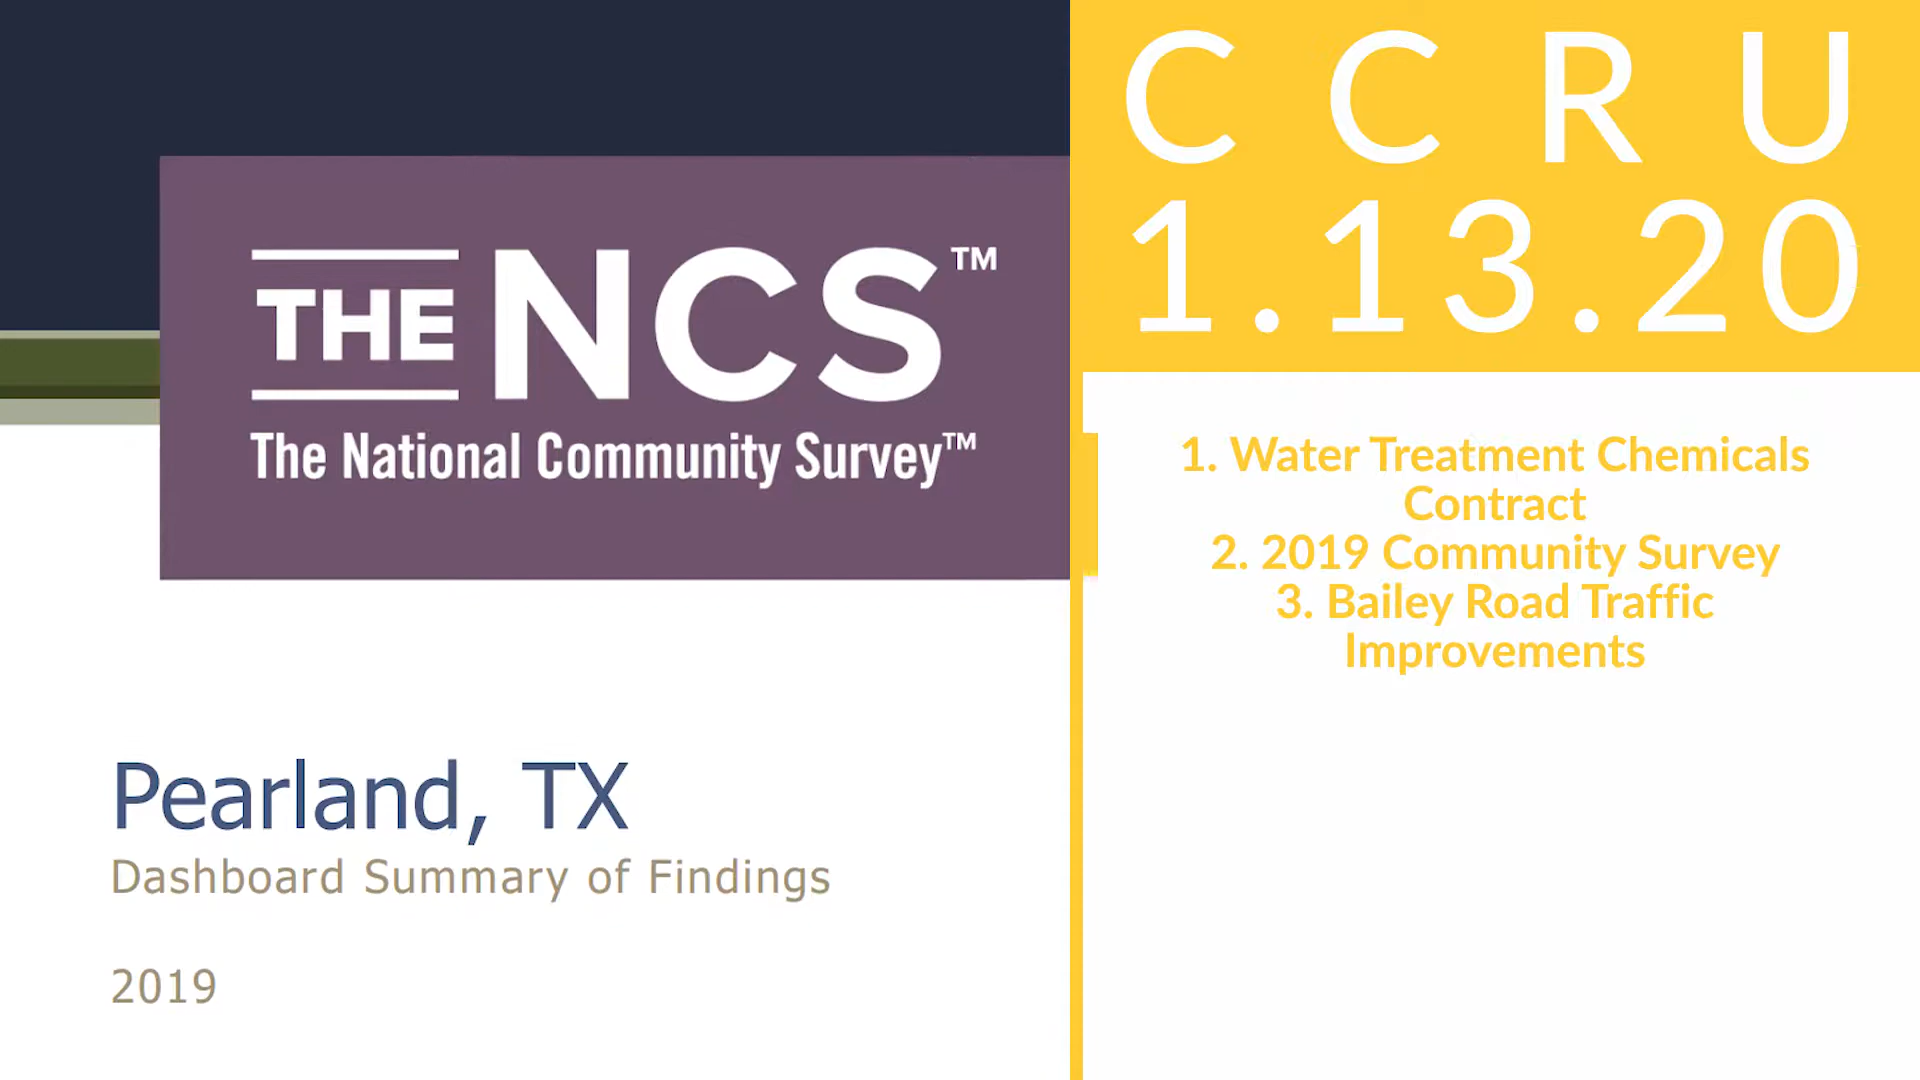 THE NCS™
The National Community Survey™
Pearland, TX
Dashboard Summary of Findings
2019
CCRU
1.13.20
1. Water Treatment Chemicals
Contract
2. 2019 Community Survey
3. Bailey Road Traffic
Improvements